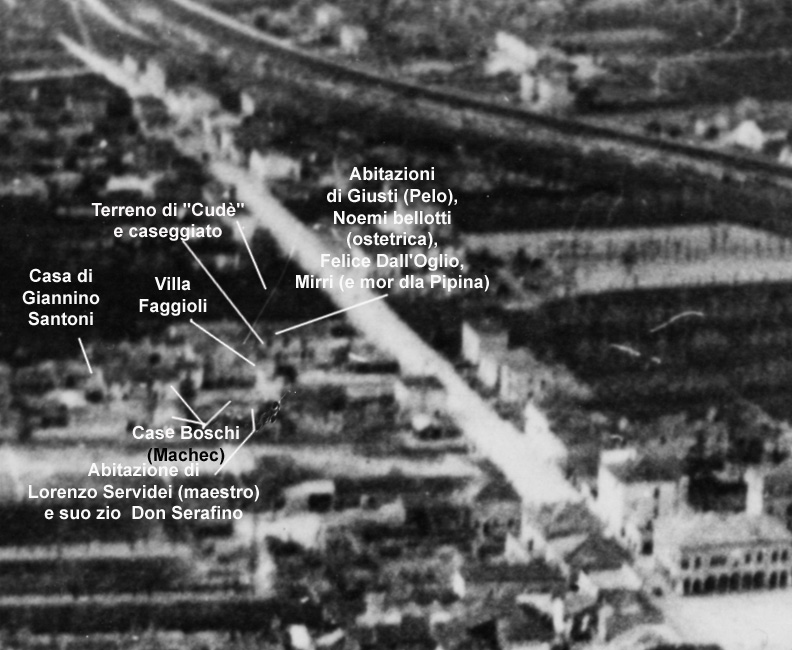 Abitazioni
di Giusti (Pelo),
Noemi bellotti
(ostetrica),
Felice Dall'Oglio,
Mirri (e mor dla Pipina)
Terreno di "Cudè"
e caseggiato
Casa di
Giannino
Santoni
Villa
Faggioli
Case Boschi
(Machec)
Abitazione di
Lorenzo Servidei (maestro)
e suo zio Don Serafino